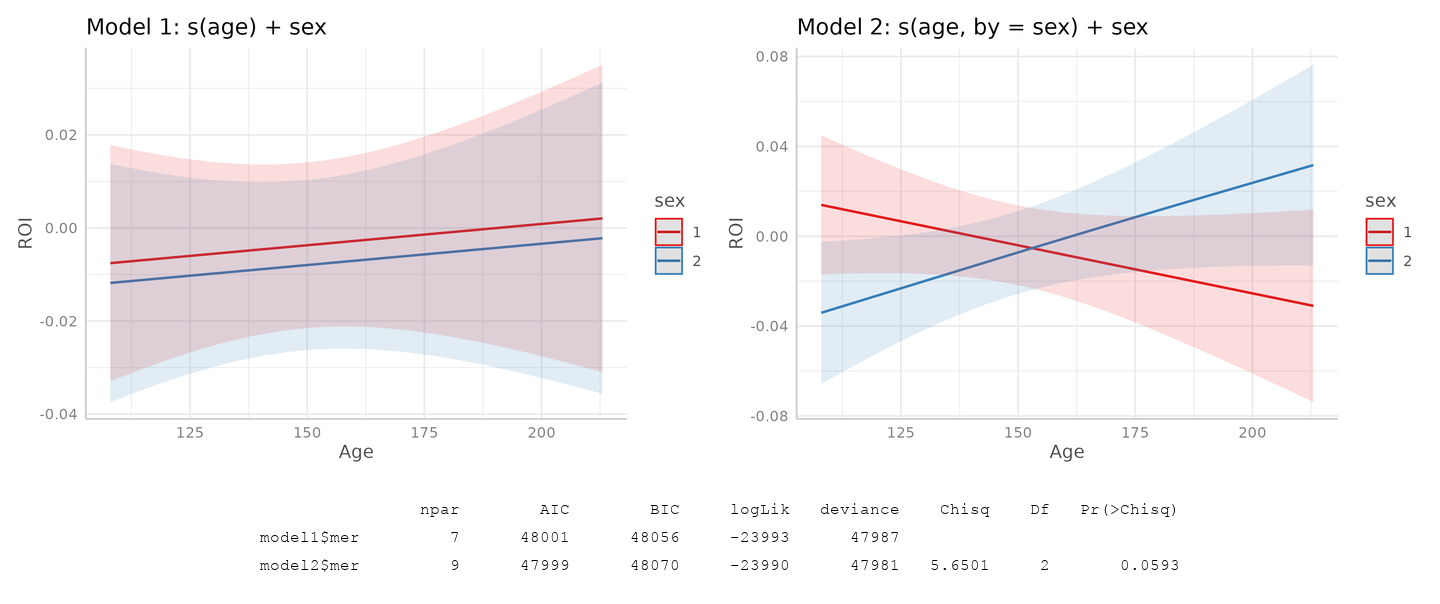 Model 1: s(age) + sex
0.02
0.00
-0.02
-0.04
ROI
125 150 175 200
Age
sex
1
2
Model 2: s(age, by = sex) + sex
0.08
0.04
0.00
-0.04
-0.08
ROI
125 150 175 200
Age
sex
1
2
npar AIC BIC logLik deviance Chisq Df Pr(>Chisq)
model1$mer 7 48001 48056 -23993 47987
model2$mer 9 47999 48070 -23990 47981 5.6501 2 0.0593